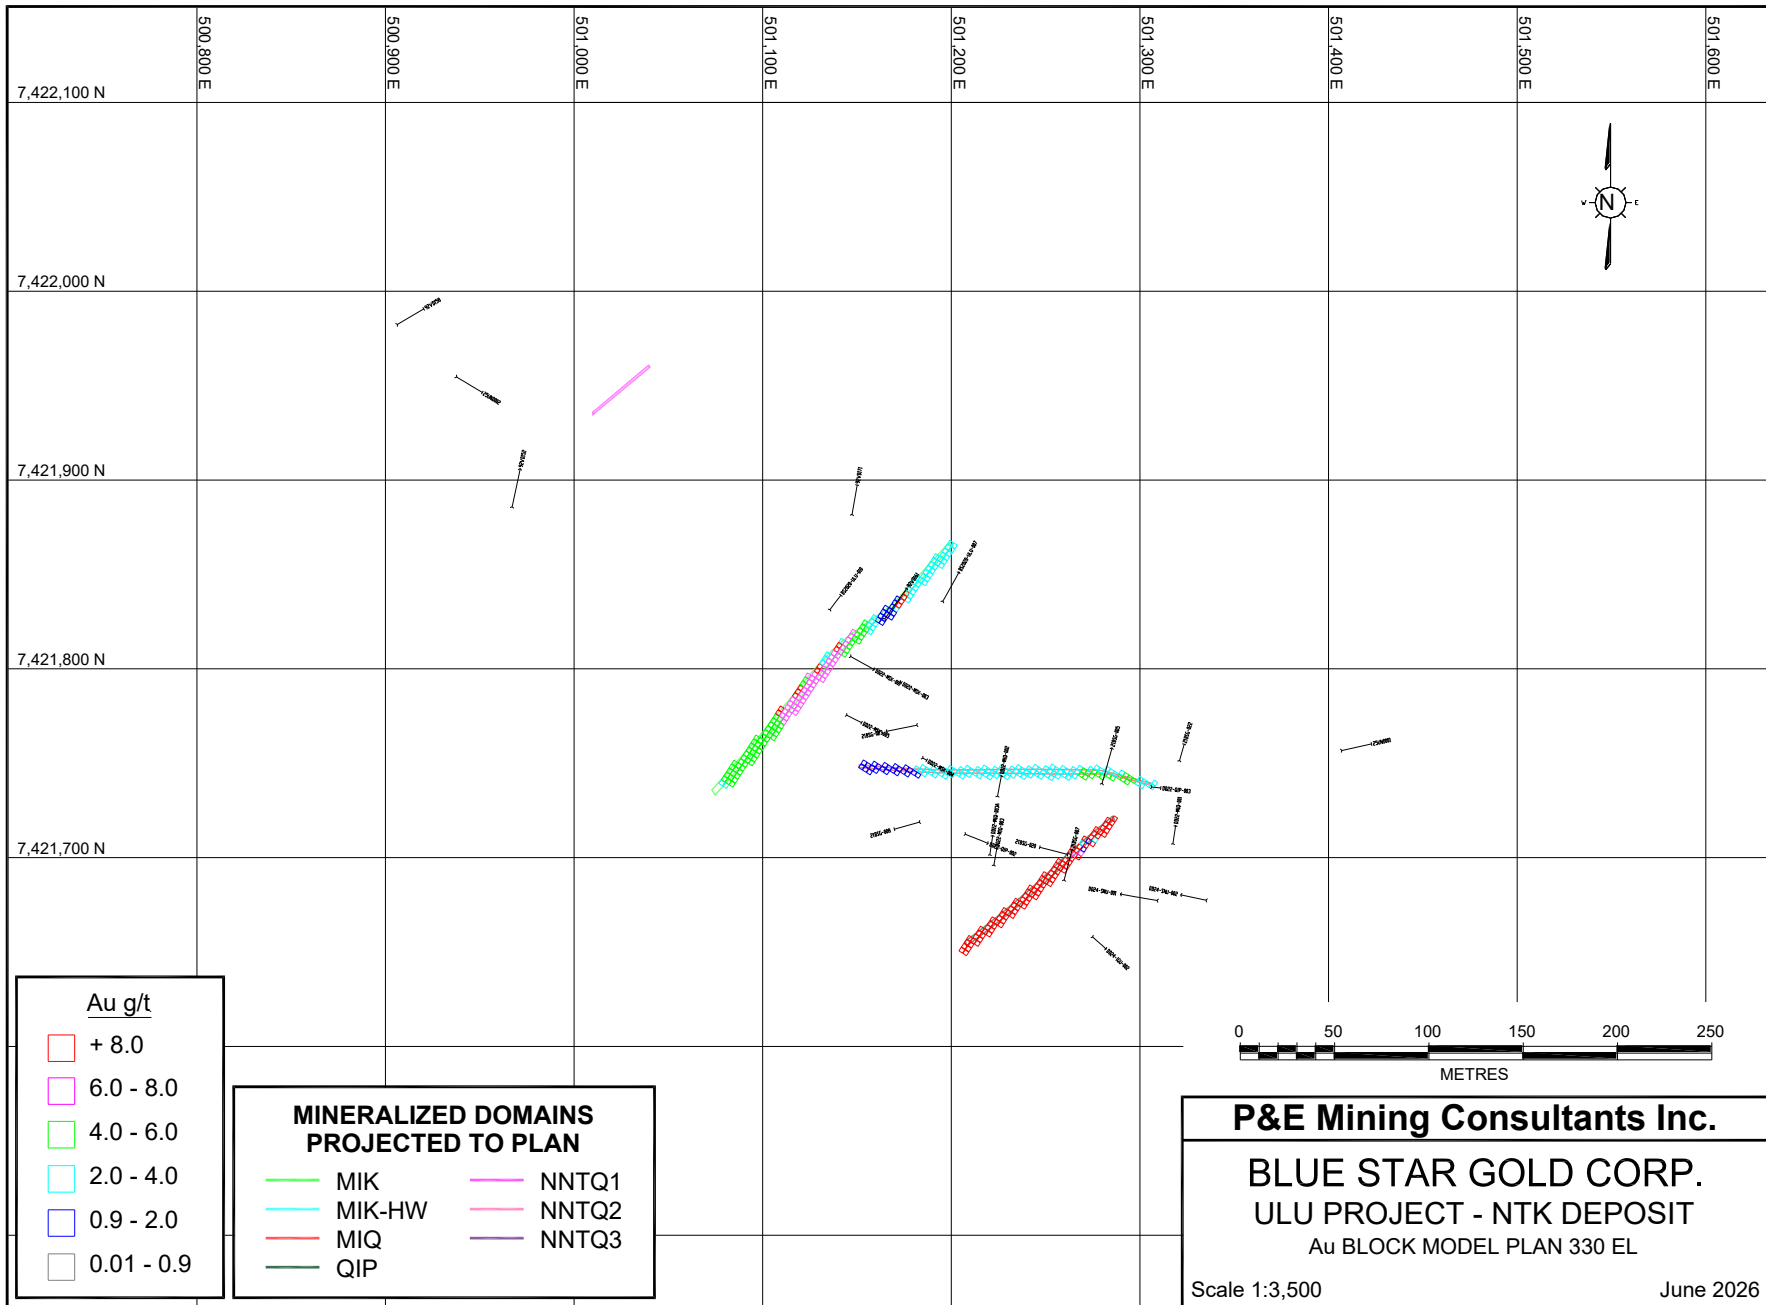 500,800 E
500,900 E
501,000 E
501,100 E
501,200 E
501,300 E
501,400 E
501,500 E
501,600 E
7,422,100 N
7,422,000 N
7,421,900 N
7,421,800 N
7,421,700 N
W N E
Au g/t
+ 8.0
6.0 - 8.0
4.0 - 6.0
2.0 - 4.0
0.9 - 2.0
0.01 - 0.9
MINERALIZED DOMAINS
PROJECTED TO PLAN
MIK
MIK-HW
MIQ
QIP
NNTQ1
NNTQ2
NNTQ3
0 50 100 150 200 250
METRES
P&E Mining Consultants Inc.
BLUE STAR GOLD CORP.
ULU PROJECT - NTK DEPOSIT
Au BLOCK MODEL PLAN 330 EL
Scale 1:3,500 June 2026